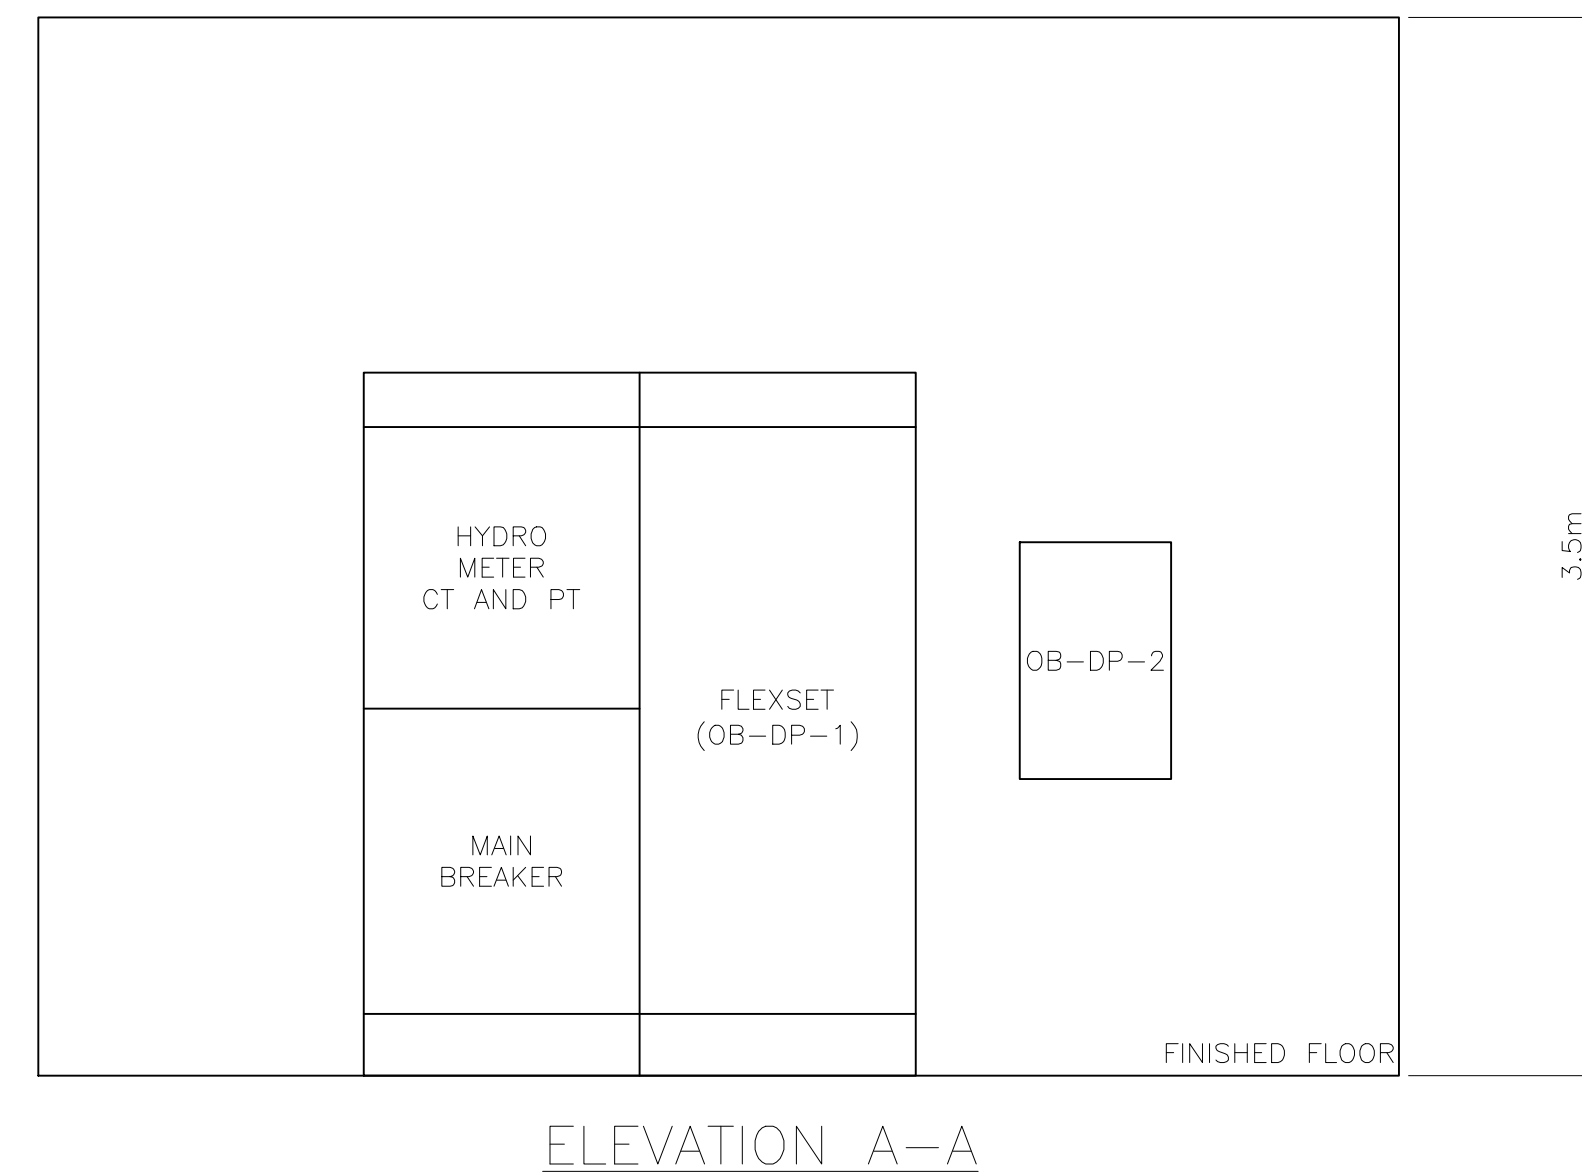 HYDRO
METER
CT AND PT
FLEXSET
(OB-DP-1)
MAIN
BREAKER
OB-DP-2
3.5m
FINISHED FLOOR
ELEVATION A-A